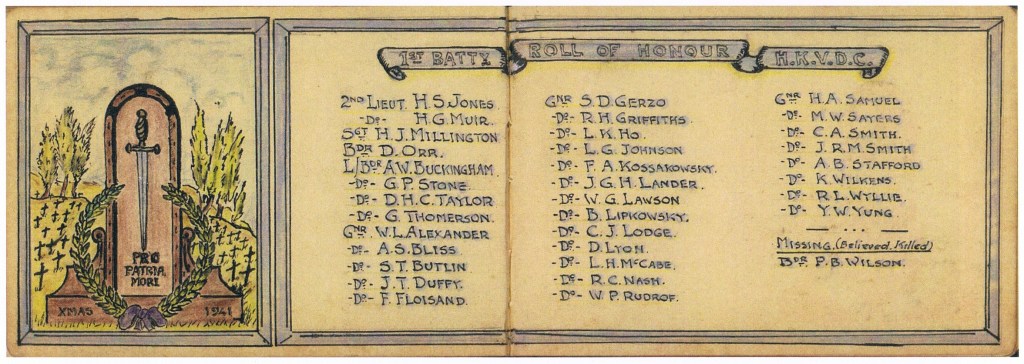 PRO
PATRIA
MORI
XMAS 1941
1ST BATTY
ROLL OF HONOUR
H.K.V.D.C.
2ND LIEUT. H.S. JONES
-Do- H.G. MUIR.
SGT H.J. MILLINGTON
BDR D. ORR.
L/BDR A.W. BUCKINGHAM.
-Do- G.P. STONE.
-Do- D.H.C. TAYLOR
-Do- G. THOMERSON.
GNR W.L. ALEXANDER
-Do- A.S. BLISS.
-Do- S.T. BUTLIN
-Do- J.T. DUFFY.
-Do- F. FLOISAND.
GNR S.D. GERZO
-Do- R.H. GRIFFITHS
-Do- L.K. HO.
-Do- L.G. JOHNSON
-Do- F.A. KOSSAKOWSKY.
-Do- J.G.H. LANDER.
-Do- W.G. LAWSON
-Do- B. LIPKOWSKY.
-Do- C.J. LODGE.
-Do- D. LYON.
-Do- L.H. McCABE.
-Do- R.C. NASH.
-Do- W.P. RUDROF.
GNR H.A. SAMUEL
-Do- M.W. SAYERS
-Do- C.A. SMITH.
-Do- J.R.M. SMITH
-Do- A.B. STAFFORD
-Do- K. WILKENS.
-Do- R.L. WYLLIE.
-Do- Y.W. YUNG.
MISSING. (Believed Killed)
BDR P.B. WILSON.